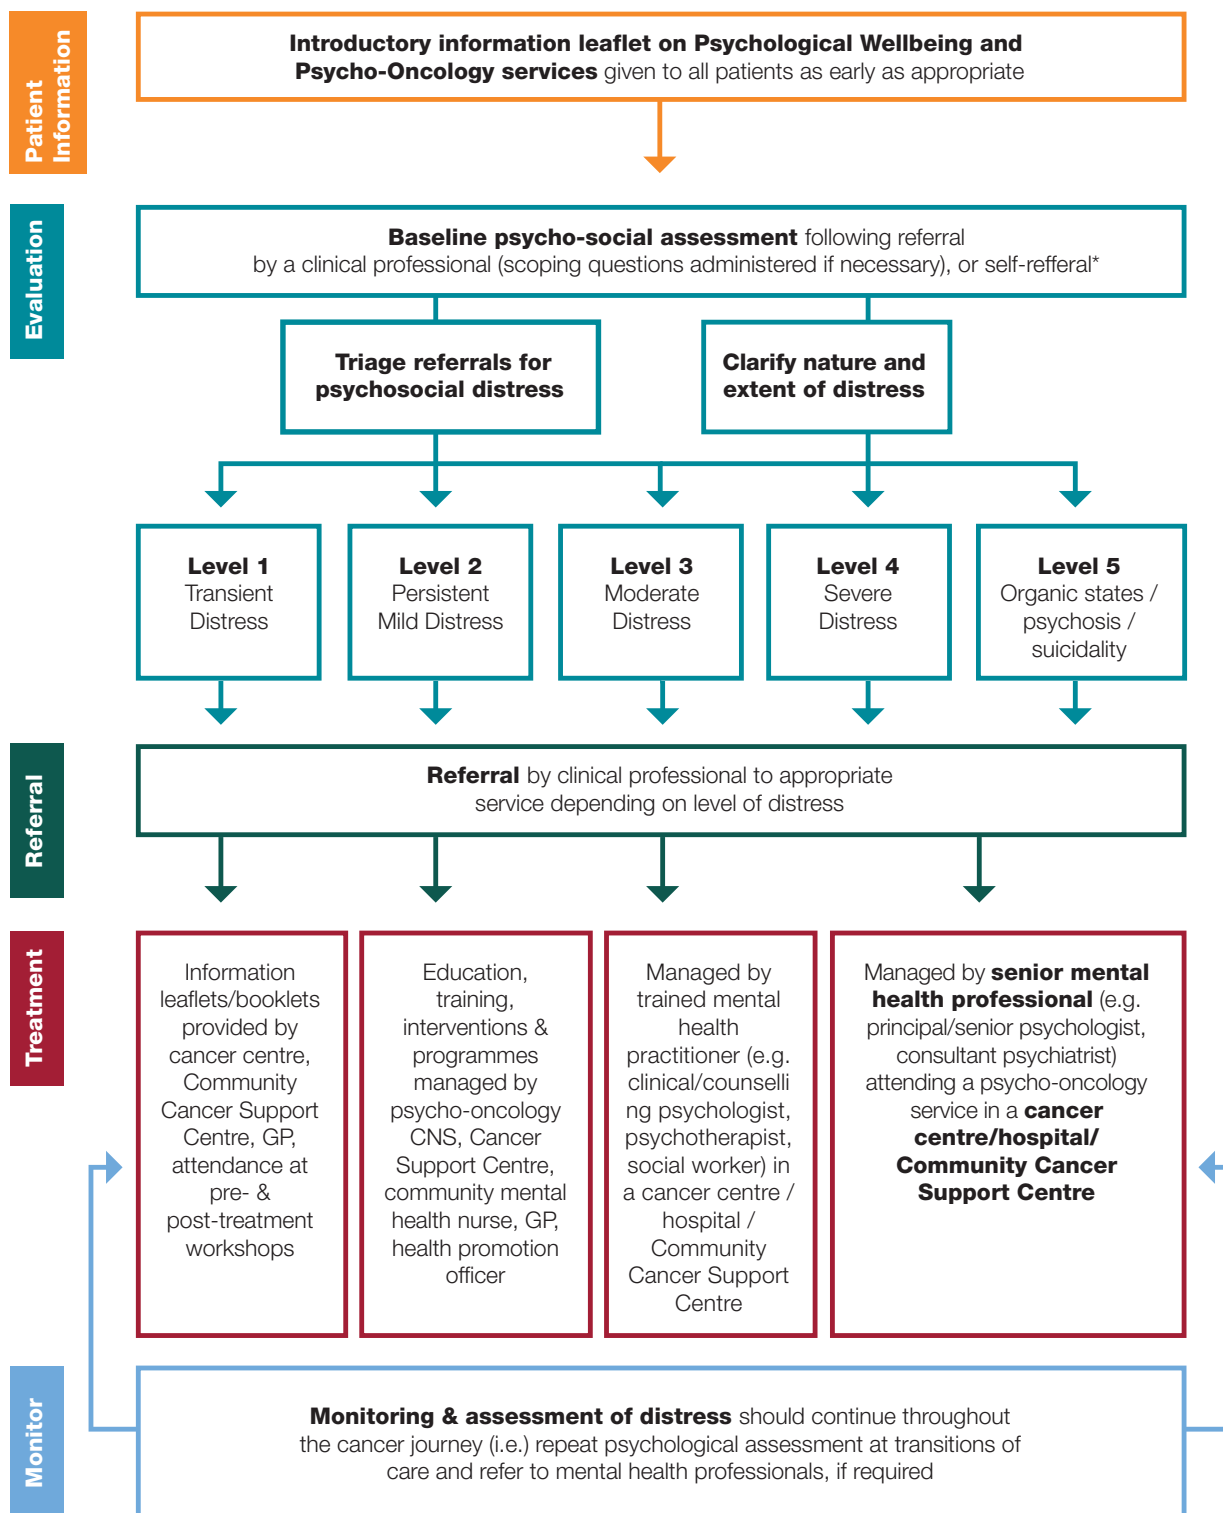 Patient
Information
Introductory information leaflet on Psychological Wellbeing and
Psycho-Oncology services given to all patients as early as appropriate
Evaluation
Baseline psycho-social assessment following referral
by a clinical professional (scoping questions administered if necessary), or self-refferal*
Triage referrals for
psychosocial distress
Clarify nature and
extent of distress
Level 1
Transient
Distress
Level 2
Persistent
Mild Distress
Level 3
Moderate
Distress
Level 4
Severe
Distress
Level 5
Organic states /
psychosis /
suicidality
Referral
Referral by clinical professional to appropriate
service depending on level of distress
Treatment
Information
leaflets/booklets
provided by
cancer centre,
Community
Cancer Support
Centre, GP,
attendance at
pre- &
post-treatment
workshops
Education,
training,
interventions &
programmes
managed by
psycho-oncology
CNS, Cancer
Support Centre,
community mental
health nurse, GP,
health promotion
officer
Managed by
trained mental
health
practitioner (e.g.
clinical/counselli
ng psychologist,
psychotherapist,
social worker) in
a cancer centre /
hospital /
Community
Cancer Support
Centre
Managed by senior mental
health professional (e.g.
principal/senior psychologist,
consultant psychiatrist)
attending a psycho-oncology
service in a cancer
centre/hospital/
Community Cancer
Support Centre
Monitor
Monitoring & assessment of distress should continue throughout
the cancer journey (i.e.) repeat psychological assessment at transitions of
care and refer to mental health professionals, if required